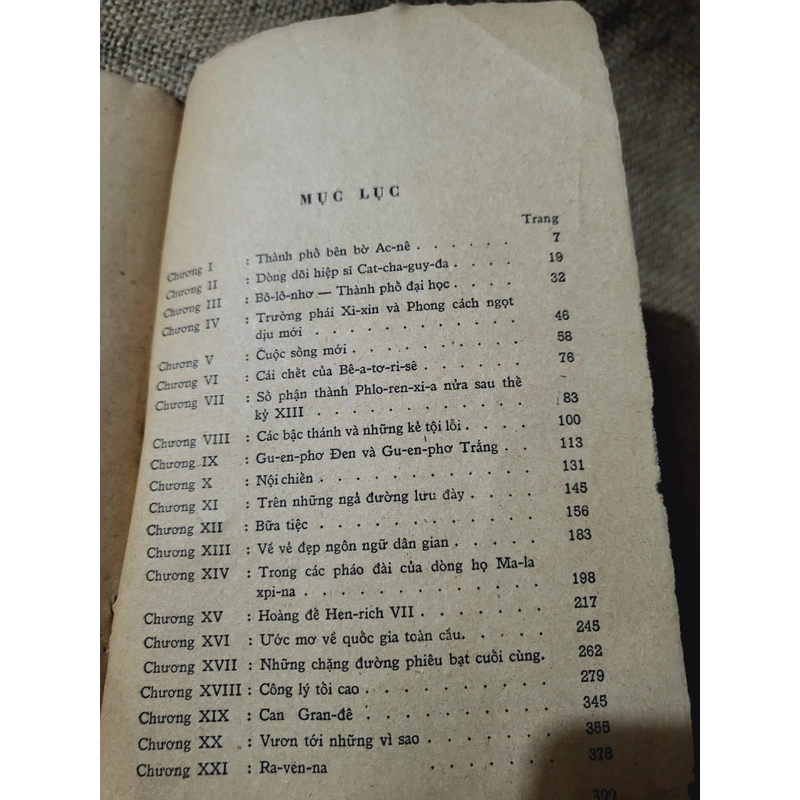 MỤC LỤC
Trang
Chương I : Thành phố bên bờ Ac-nê . . . . . . 7
Chương II : Dòng dõi hiệp sĩ Cat-cha-guy-đa . . . . 19
Chương III : Bô-lô-nhơ — Thành phố đại học . . . . 32
Chương IV : Trường phái Xi-xin và Phong cách ngọt
dịu mới . . . . . . . . . 46
Chương V : Cuộc sống mới . . . . . . . . 58
Chương VI : Cái chết của Bê-a-tơ-ri-sê . . . . . 76
Chương VII : Số phận thành Phlo-ren-xi-a nửa sau thế
kỷ XIII . . . . . . . . . 83
Chương VIII : Các bậc thánh và những kẻ tội lỗi . . . . 100
Chương IX : Gu-en-phơ Đen và Gu-en-phơ Trắng . . . 113
Chương X : Nội chiến . . . . . . . . . 131
Chương XI : Trên những ngả đường lưu đày . . . . 145
Chương XII : Bữa tiệc . . . . . . . . . 156
Chương XIII : Về vẻ đẹp ngôn ngữ dân gian . . . . . 183
Chương XIV : Trong các pháo đài của dòng họ Ma-la
xpi-na . . . . . . . . . 198
Chương XV : Hoàng đế Hen-rich VII . . . . . . 217
Chương XVI : Ước mơ về quốc gia toàn cầu. . . . . 245
Chương XVII : Những chặng đường phiêu bạt cuối cùng. 262
Chương XVIII : Công lý tối cao . . . . . . . . 279
Chương XIX : Can Gran-đê . . . . . . . . 345
Chương XX : Vươn tới những vì sao . . . . . . 355
Chương XXI : Ra-ven-na . . . . . . 378